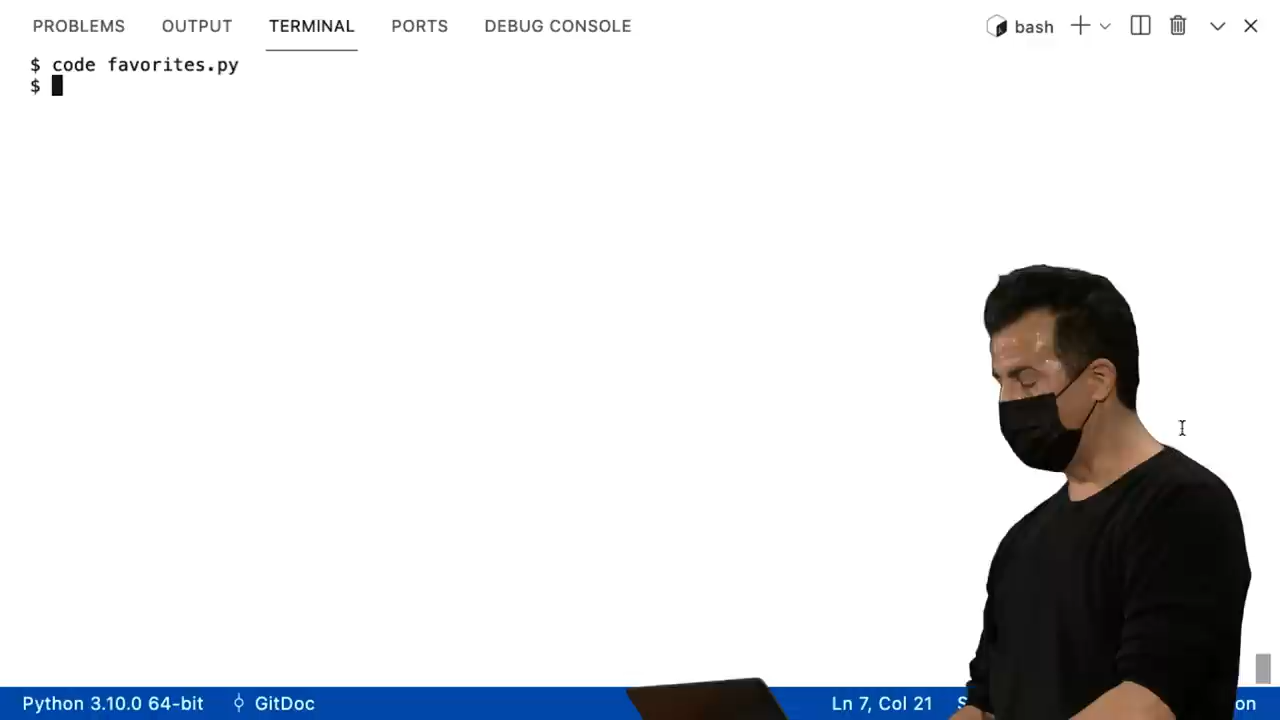 PROBLEMS OUTPUT TERMINAL PORTS DEBUG CONSOLE bash
$ code favorites.py
$
Python 3.10.0 64-bit GitDoc Ln 7, Col 21